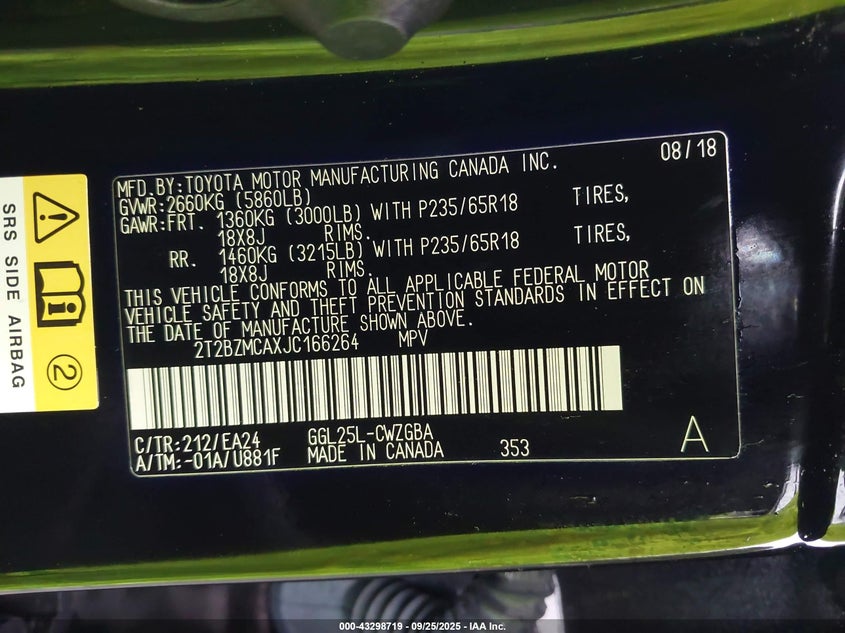 08/18
MFD.BY:TOYOTA MOTOR MANUFACTURING CANADA INC.
GVWR:2660KG (5860LB)
GAWR:FRT. 1360KG (3000LB) WITH P235/65R18 TIRES,
18X8J RIMS.
RR. 1460KG (3215LB) WITH P235/65R18 TIRES,
18X8J RIMS.
THIS VEHICLE CONFORMS TO ALL APPLICABLE FEDERAL MOTOR
VEHICLE SAFETY AND THEFT PREVENTION STANDARDS IN EFFECT ON
THE DATE OF MANUFACTURE SHOWN ABOVE.
2T2BZMCAXJC166264 MPV
C/TR:212/EA24 GGL25L-CWZGBA
A/TM:-01A/U881F MADE IN CANADA 353 A
SRS SIDE AIRBAG
2
000-43298719 - 09/25/2025 - IAA Inc.